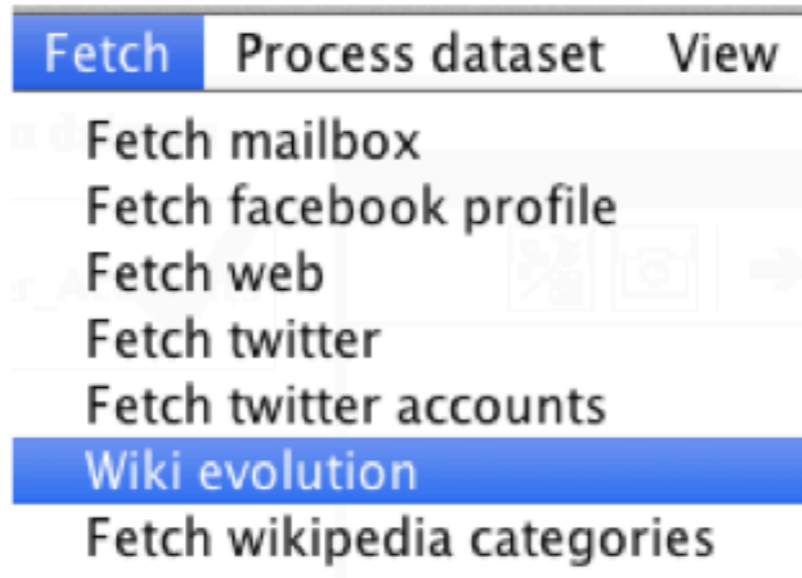 Fetch Process dataset View
Fetch mailbox
Fetch facebook profile
Fetch web
Fetch twitter
Fetch twitter accounts
Wiki evolution
Fetch wikipedia categories